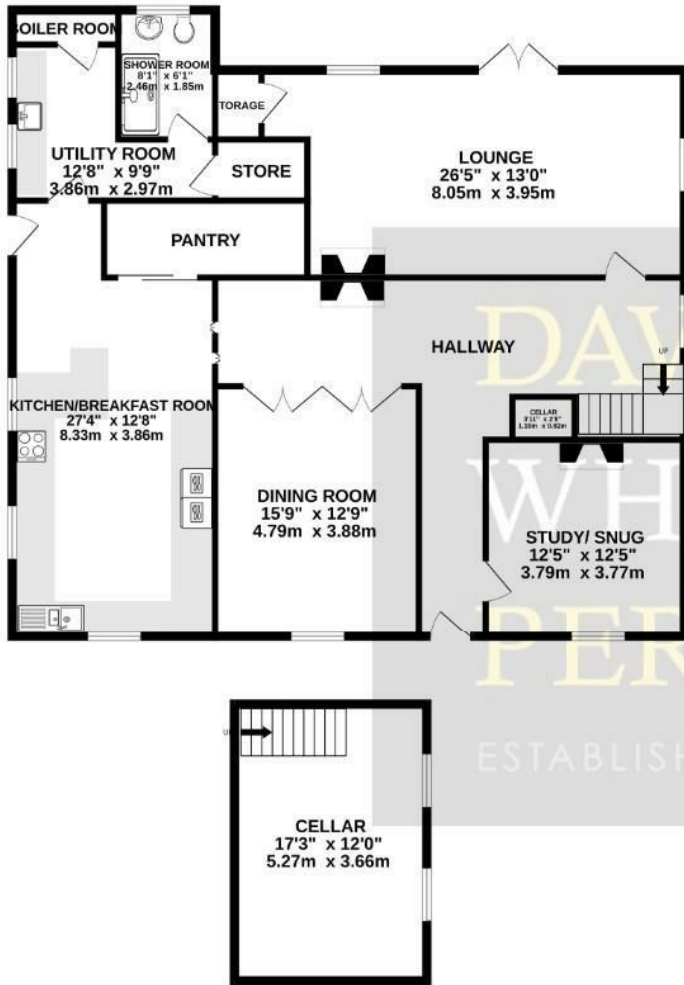 BOILER ROOM
SHOWER ROOM
8'1" x 6'1"
2.46m x 1.85m
TORAGE
UTILITY ROOM
12'8" x 9'9"
3.86m x 2.97m
STORE
LOUNGE
26'5" x 13'0"
8.05m x 3.95m
PANTRY
HALLWAY
UP
KITCHEN/BREAKFAST ROOM
27'4" x 12'8"
8.33m x 3.86m
CELLAR
DINING ROOM
15'9" x 12'9"
4.79m x 3.88m
STUDY/ SNUG
12'5" x 12'5"
3.79m x 3.77m
DAW
WH
PER
ESTABLISH
CELLAR
17'3" x 12'0"
5.27m x 3.66m